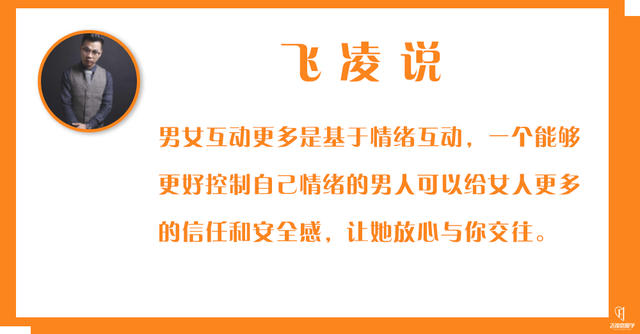 飞凌说
男女互动更多是基于情绪互动，一个能够
更好控制自己情绪的男人可以给女人更多
的信任和安全感，让她放心与你交往。